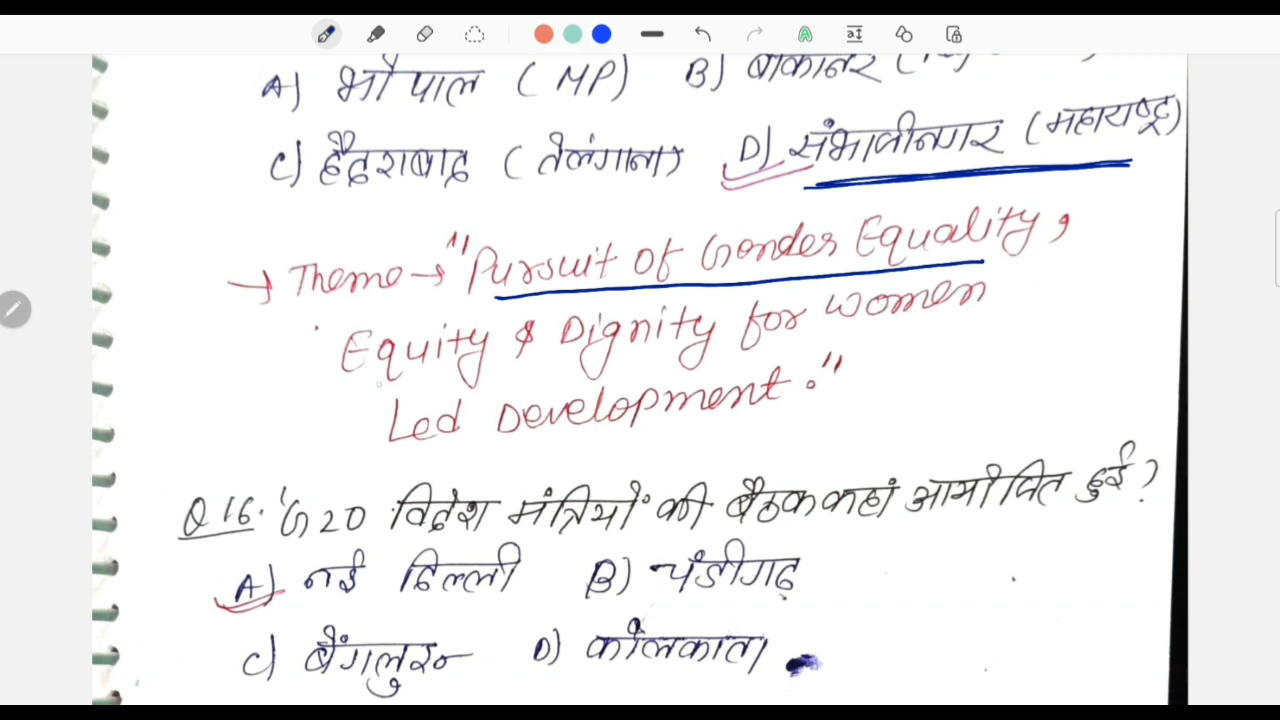 A) भोपाल (MP) B) बीकानेर
C) हैदराबाद (तेलंगाना) D) संभाजीनगर (महाराष्ट्र)
→ Theme → "Pursuit of Gender Equality,
Equity & Dignity for women
Led Development."
Q 16. G20 विदेश मंत्रियों की बैठक कहां आयोजित हुई?
A) नई दिल्ली B) चंडीगढ़
C) बैंगलुरू D) कोलकाता